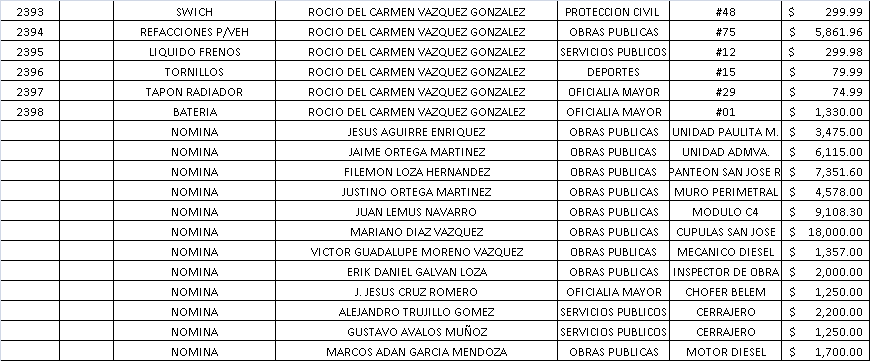 2393 SWICH ROCIO DEL CARMEN VAZQUEZ GONZALEZ PROTECCION CIVIL #48 $ 299.99
2394 REFACCIONES P/VEH ROCIO DEL CARMEN VAZQUEZ GONZALEZ OBRAS PUBLICAS #75 $ 5,861.96
2395 LIQUIDO FRENOS ROCIO DEL CARMEN VAZQUEZ GONZALEZ SERVICIOS PUBLICOS #12 $ 299.98
2396 TORNILLOS ROCIO DEL CARMEN VAZQUEZ GONZALEZ DEPORTES #15 $ 79.99
2397 TAPON RADIADOR ROCIO DEL CARMEN VAZQUEZ GONZALEZ OFICIALIA MAYOR #29 $ 74.99
2398 BATERIA ROCIO DEL CARMEN VAZQUEZ GONZALEZ OFICIALIA MAYOR #01 $ 1,330.00
NOMINA JESUS AGUIRRE ENRIQUEZ OBRAS PUBLICAS UNIDAD PAULITA M. $ 3,475.00
NOMINA JAIME ORTEGA MARTINEZ OBRAS PUBLICAS UNIDAD ADMVA. $ 6,115.00
NOMINA FILEMON LOZA HERNANDEZ OBRAS PUBLICAS PANTEON SAN JOSE R $ 7,351.60
NOMINA JUSTINO ORTEGA MARTINEZ OBRAS PUBLICAS MURO PERIMETRAL $ 4,578.00
NOMINA JUAN LEMUS NAVARRO OBRAS PUBLICAS MODULO C4 $ 9,108.30
NOMINA MARIANO DIAZ VAZQUEZ OBRAS PUBLICAS CUPULAS SAN JOSE $ 18,000.00
NOMINA VICTOR GUADALUPE MORENO VAZQUEZ OBRAS PUBLICAS MECANICO DIESEL $ 1,357.00
NOMINA ERIK DANIEL GALVAN LOZA OBRAS PUBLICAS INSPECTOR DE OBRA $ 2,000.00
NOMINA J. JESUS CRUZ ROMERO OFICIALIA MAYOR CHOFER BELEM $ 1,250.00
NOMINA ALEJANDRO TRUJILLO GOMEZ SERVICIOS PUBLICOS CERRAJERO $ 2,200.00
NOMINA GUSTAVO AVALOS MUÑOZ SERVICIOS PUBLICOS CERRAJERO $ 1,250.00
NOMINA MARCOS ADAN GARCIA MENDOZA OBRAS PUBLICAS MOTOR DIESEL $ 1,700.00